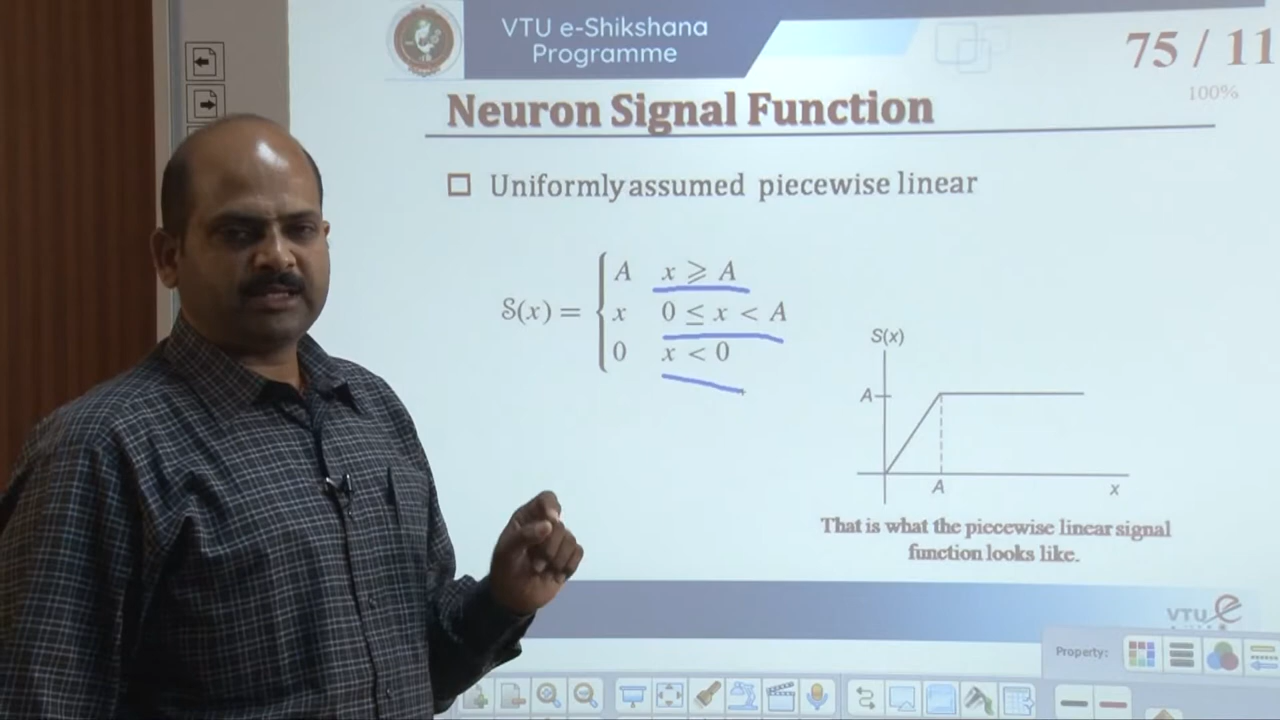 VTU e-Shikshana
Programme
75 / 11
100%
Neuron Signal Function
Uniformly assumed piecewise linear
A x ⩾ A
S(x) = { x 0 ≤ x < A
0 x < 0
S(x)
A
A x
That is what the piecewise linear signal
function looks like.
VTU e
Property: